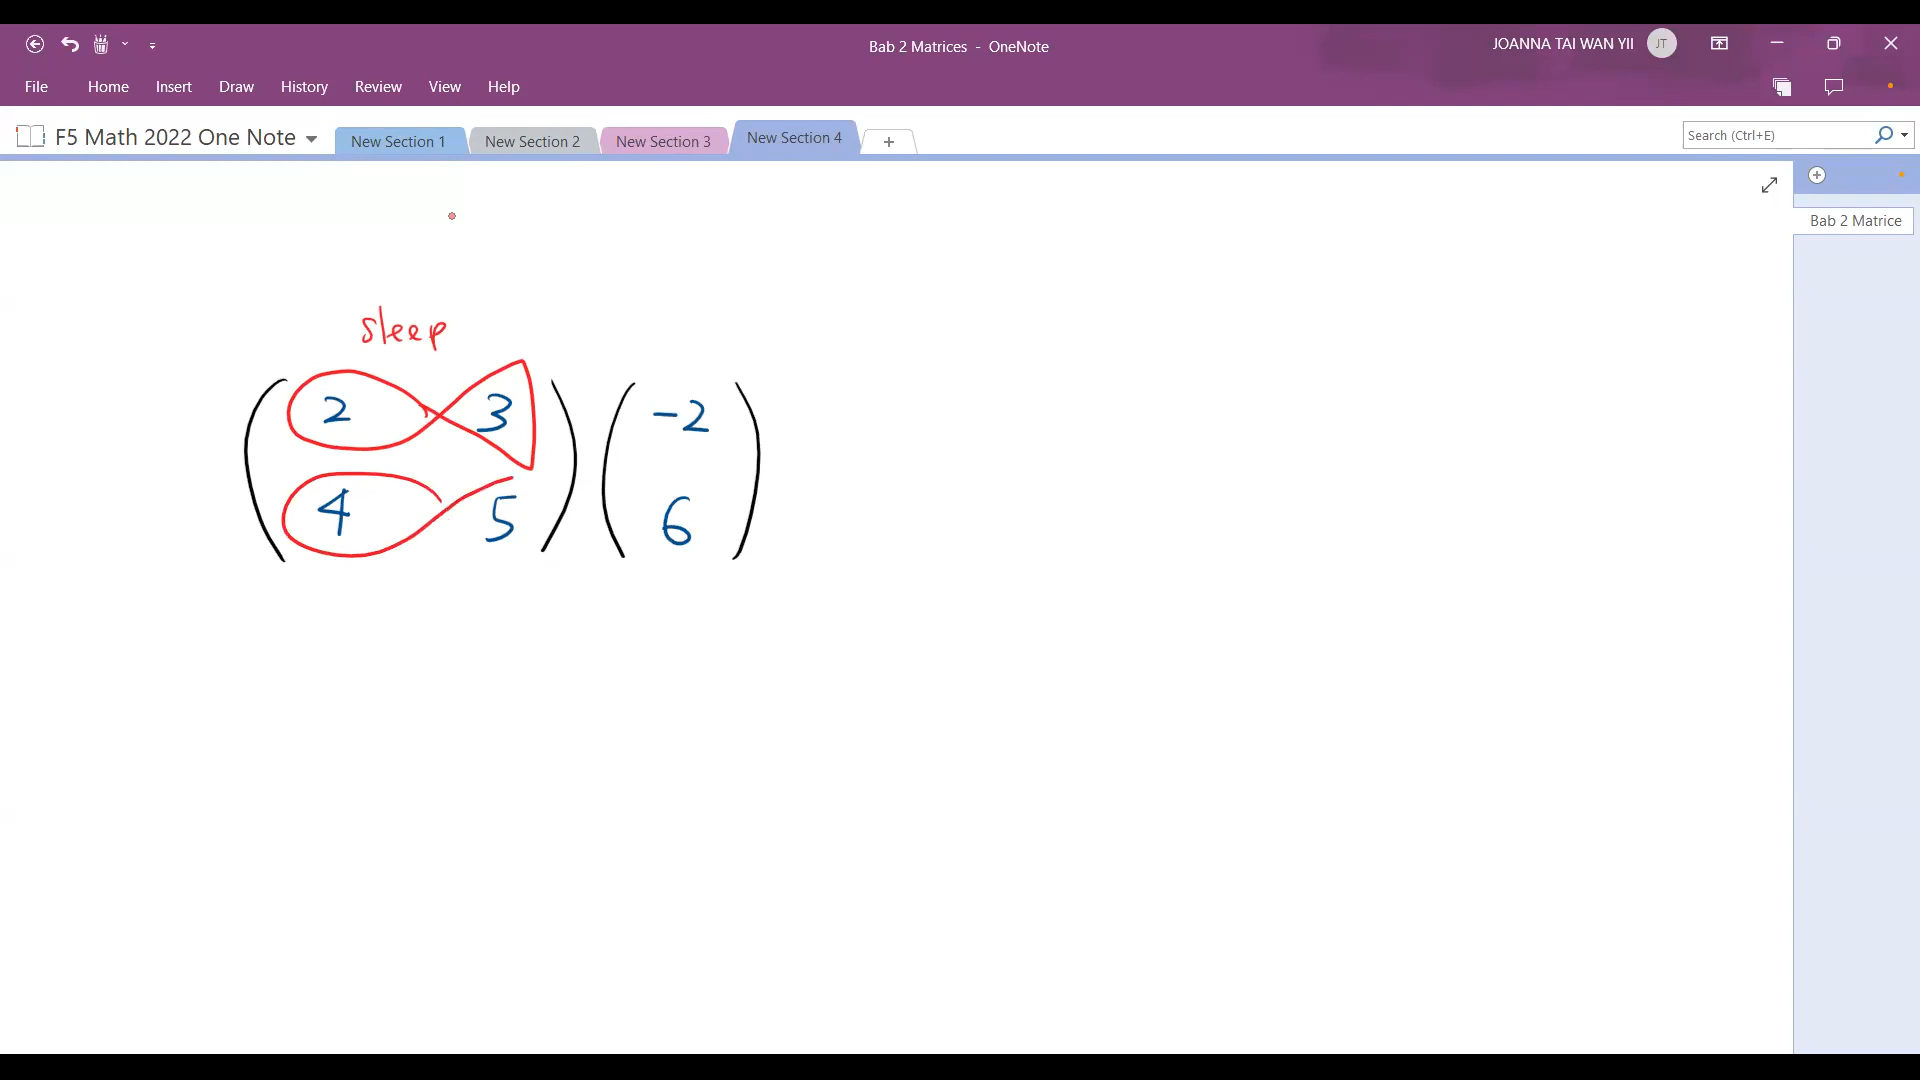 Bab 2 Matrices - OneNote
JOANNA TAI WAN YII JT
File Home Insert Draw History Review View Help
F5 Math 2022 One Note New Section 1 New Section 2 New Section 3 New Section 4
Search (Ctrl+E)
Bab 2 Matrice
sleep
2 3 -2
4 5 6